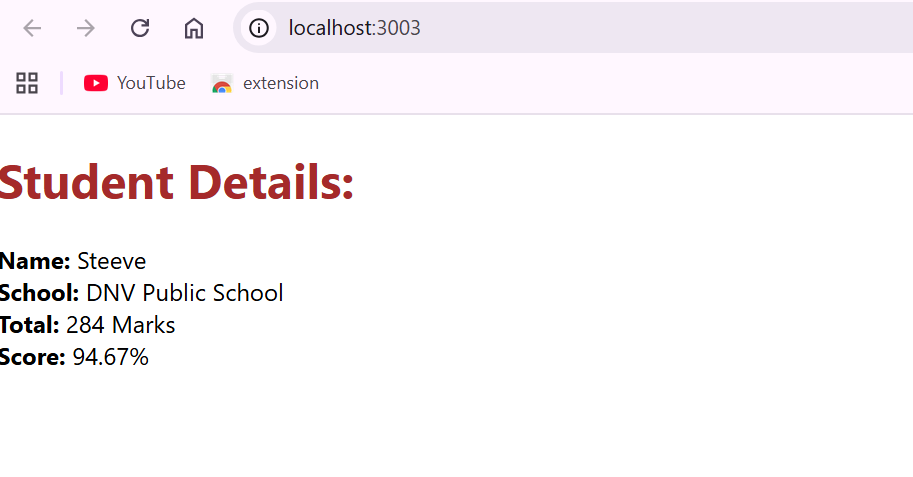 localhost:3003
YouTube extension
Student Details:
Name: Steeve
School: DNV Public School
Total: 284 Marks
Score: 94.67%